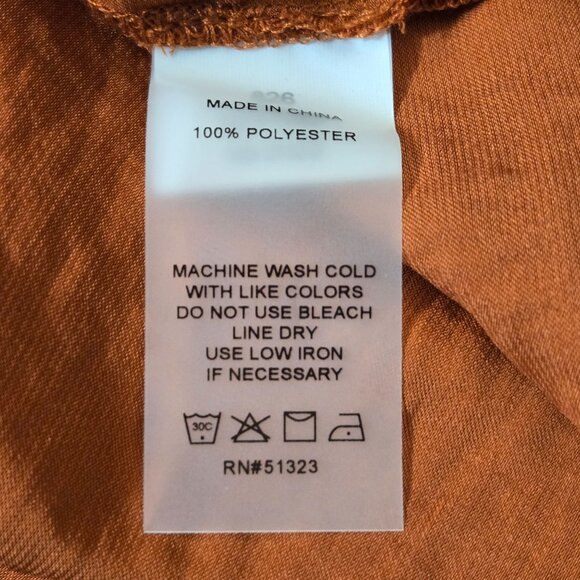 MADE IN CHINA
100% POLYESTER
MACHINE WASH COLD
WITH LIKE COLORS
DO NOT USE BLEACH
LINE DRY
USE LOW IRON
IF NECESSARY
30C
RN#51323